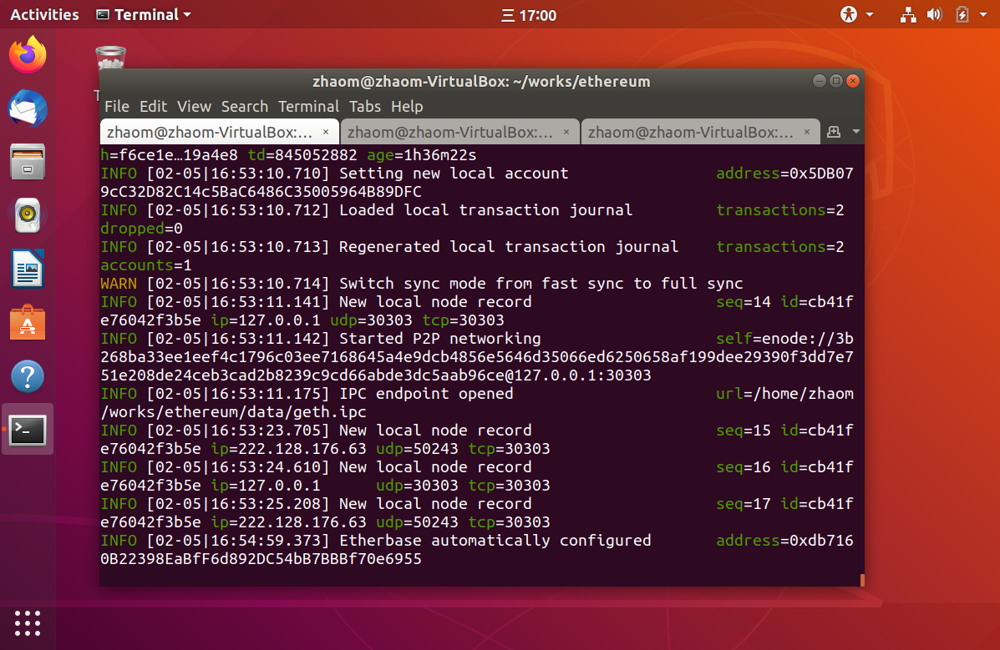 Activities Terminal 三 17:00
T
zhaom@zhaom-VirtualBox: ~/works/ethereum
File Edit View Search Terminal Tabs Help
zhaom@zhaom-VirtualBox:... × zhaom@zhaom-VirtualBox:... × zhaom@zhaom-VirtualBox:... ×
h=f6ce1e…19a4e8 td=845052882 age=1h36m22s
INFO [02-05|16:53:10.710] Setting new local account address=0x5DB07
9cC32D82C14c5BaC6486C35005964B89DFC
INFO [02-05|16:53:10.712] Loaded local transaction journal transactions=2
dropped=0
INFO [02-05|16:53:10.713] Regenerated local transaction journal transactions=2
accounts=1
WARN [02-05|16:53:10.714] Switch sync mode from fast sync to full sync
INFO [02-05|16:53:11.141] New local node record seq=14 id=cb41f
e76042f3b5e ip=127.0.0.1 udp=30303 tcp=30303
INFO [02-05|16:53:11.142] Started P2P networking self=enode://3b
268ba33ee1eef4c1796c03ee7168645a4e9dcb4856e5646d35066ed6250658af199dee29390f3dd7e7
51e208de24ceb3cad2b8239c9cd66abde3dc5aab96ce@127.0.0.1:30303
INFO [02-05|16:53:11.175] IPC endpoint opened url=/home/zhaom
/works/ethereum/data/geth.ipc
INFO [02-05|16:53:23.705] New local node record seq=15 id=cb41f
e76042f3b5e ip=222.128.176.63 udp=50243 tcp=30303
INFO [02-05|16:53:24.610] New local node record seq=16 id=cb41f
e76042f3b5e ip=127.0.0.1 udp=30303 tcp=30303
INFO [02-05|16:53:25.208] New local node record seq=17 id=cb41f
e76042f3b5e ip=222.128.176.63 udp=50243 tcp=30303
INFO [02-05|16:54:59.373] Etherbase automatically configured address=0xdb716
0B22398EaBfF6d892DC54bB7BBBf70e6955